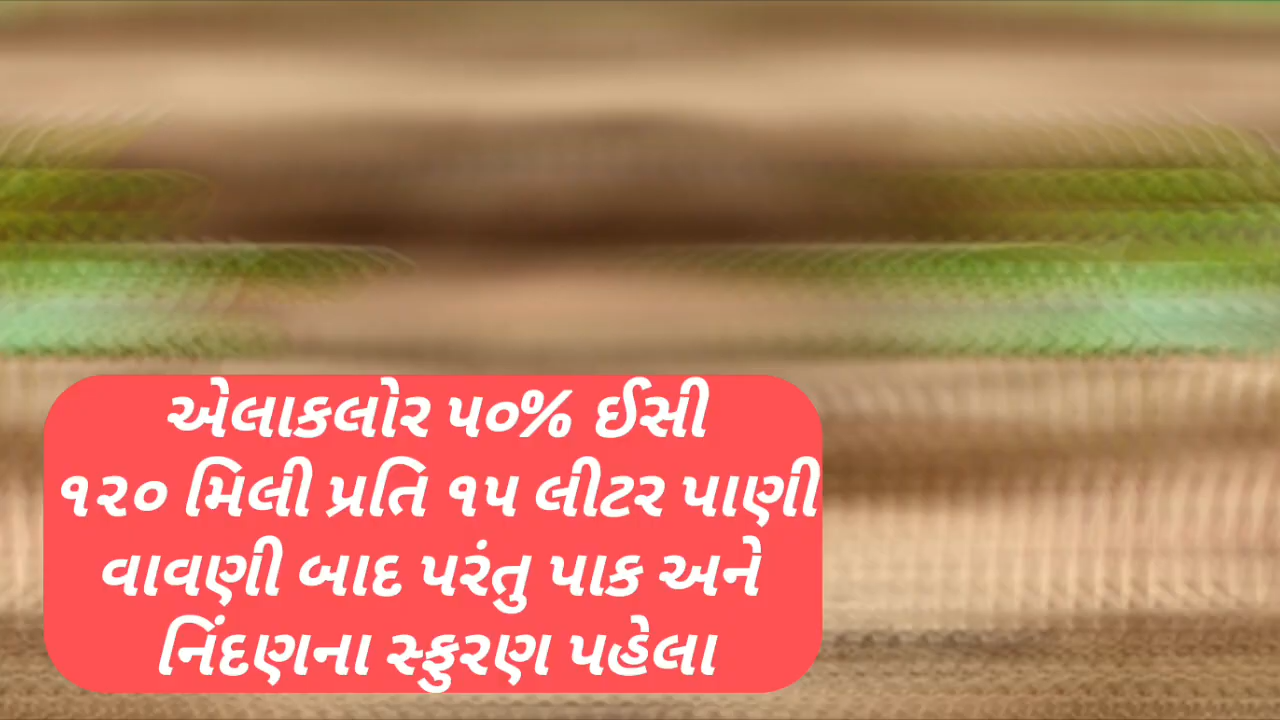 એલાકલોર ૫૦% ઈસી
૧૨૦ મિલી પ્રતિ ૧૫ લીટર પાણી
વાવણી બાદ પરંતુ પાક અને
નિંદણના સ્ફુરણ પહેલા